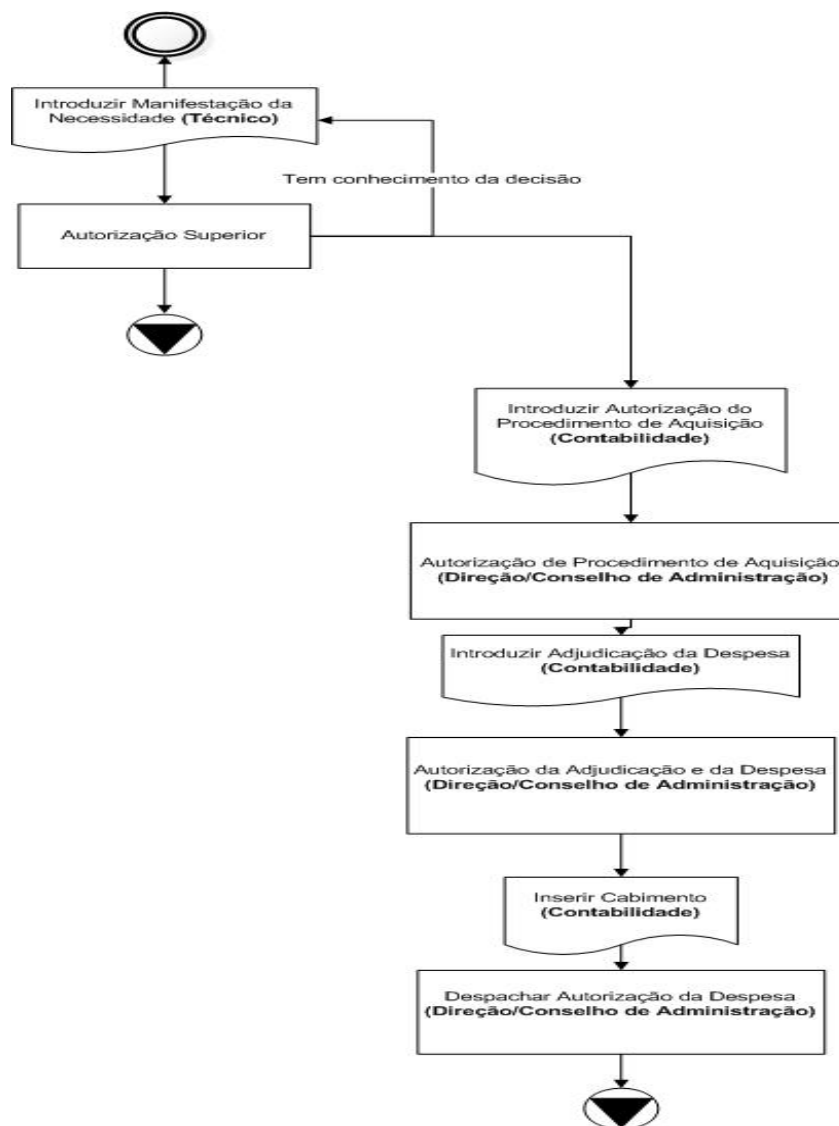 Introduzir Manifestação da
Necessidade (Técnico)
Tem conhecimento da decisão
Autorização Superior
Introduzir Autorização do
Procedimento de Aquisição
(Contabilidade)
Autorização de Procedimento de Aquisição
(Direção/Conselho de Administração)
Introduzir Adjudicação da Despesa
(Contabilidade)
Autorização da Adjudicação e da Despesa
(Direção/Conselho de Administração)
Inserir Cabimento
(Contabilidade)
Despachar Autorização da Despesa
(Direção/Conselho de Administração)